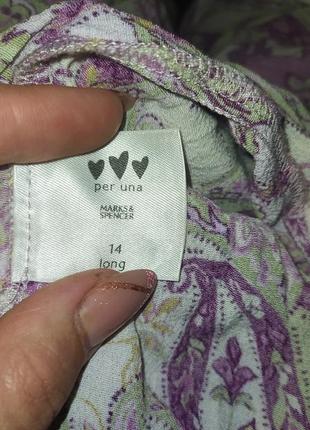 per una
MARKS &
SPENCER
14
long